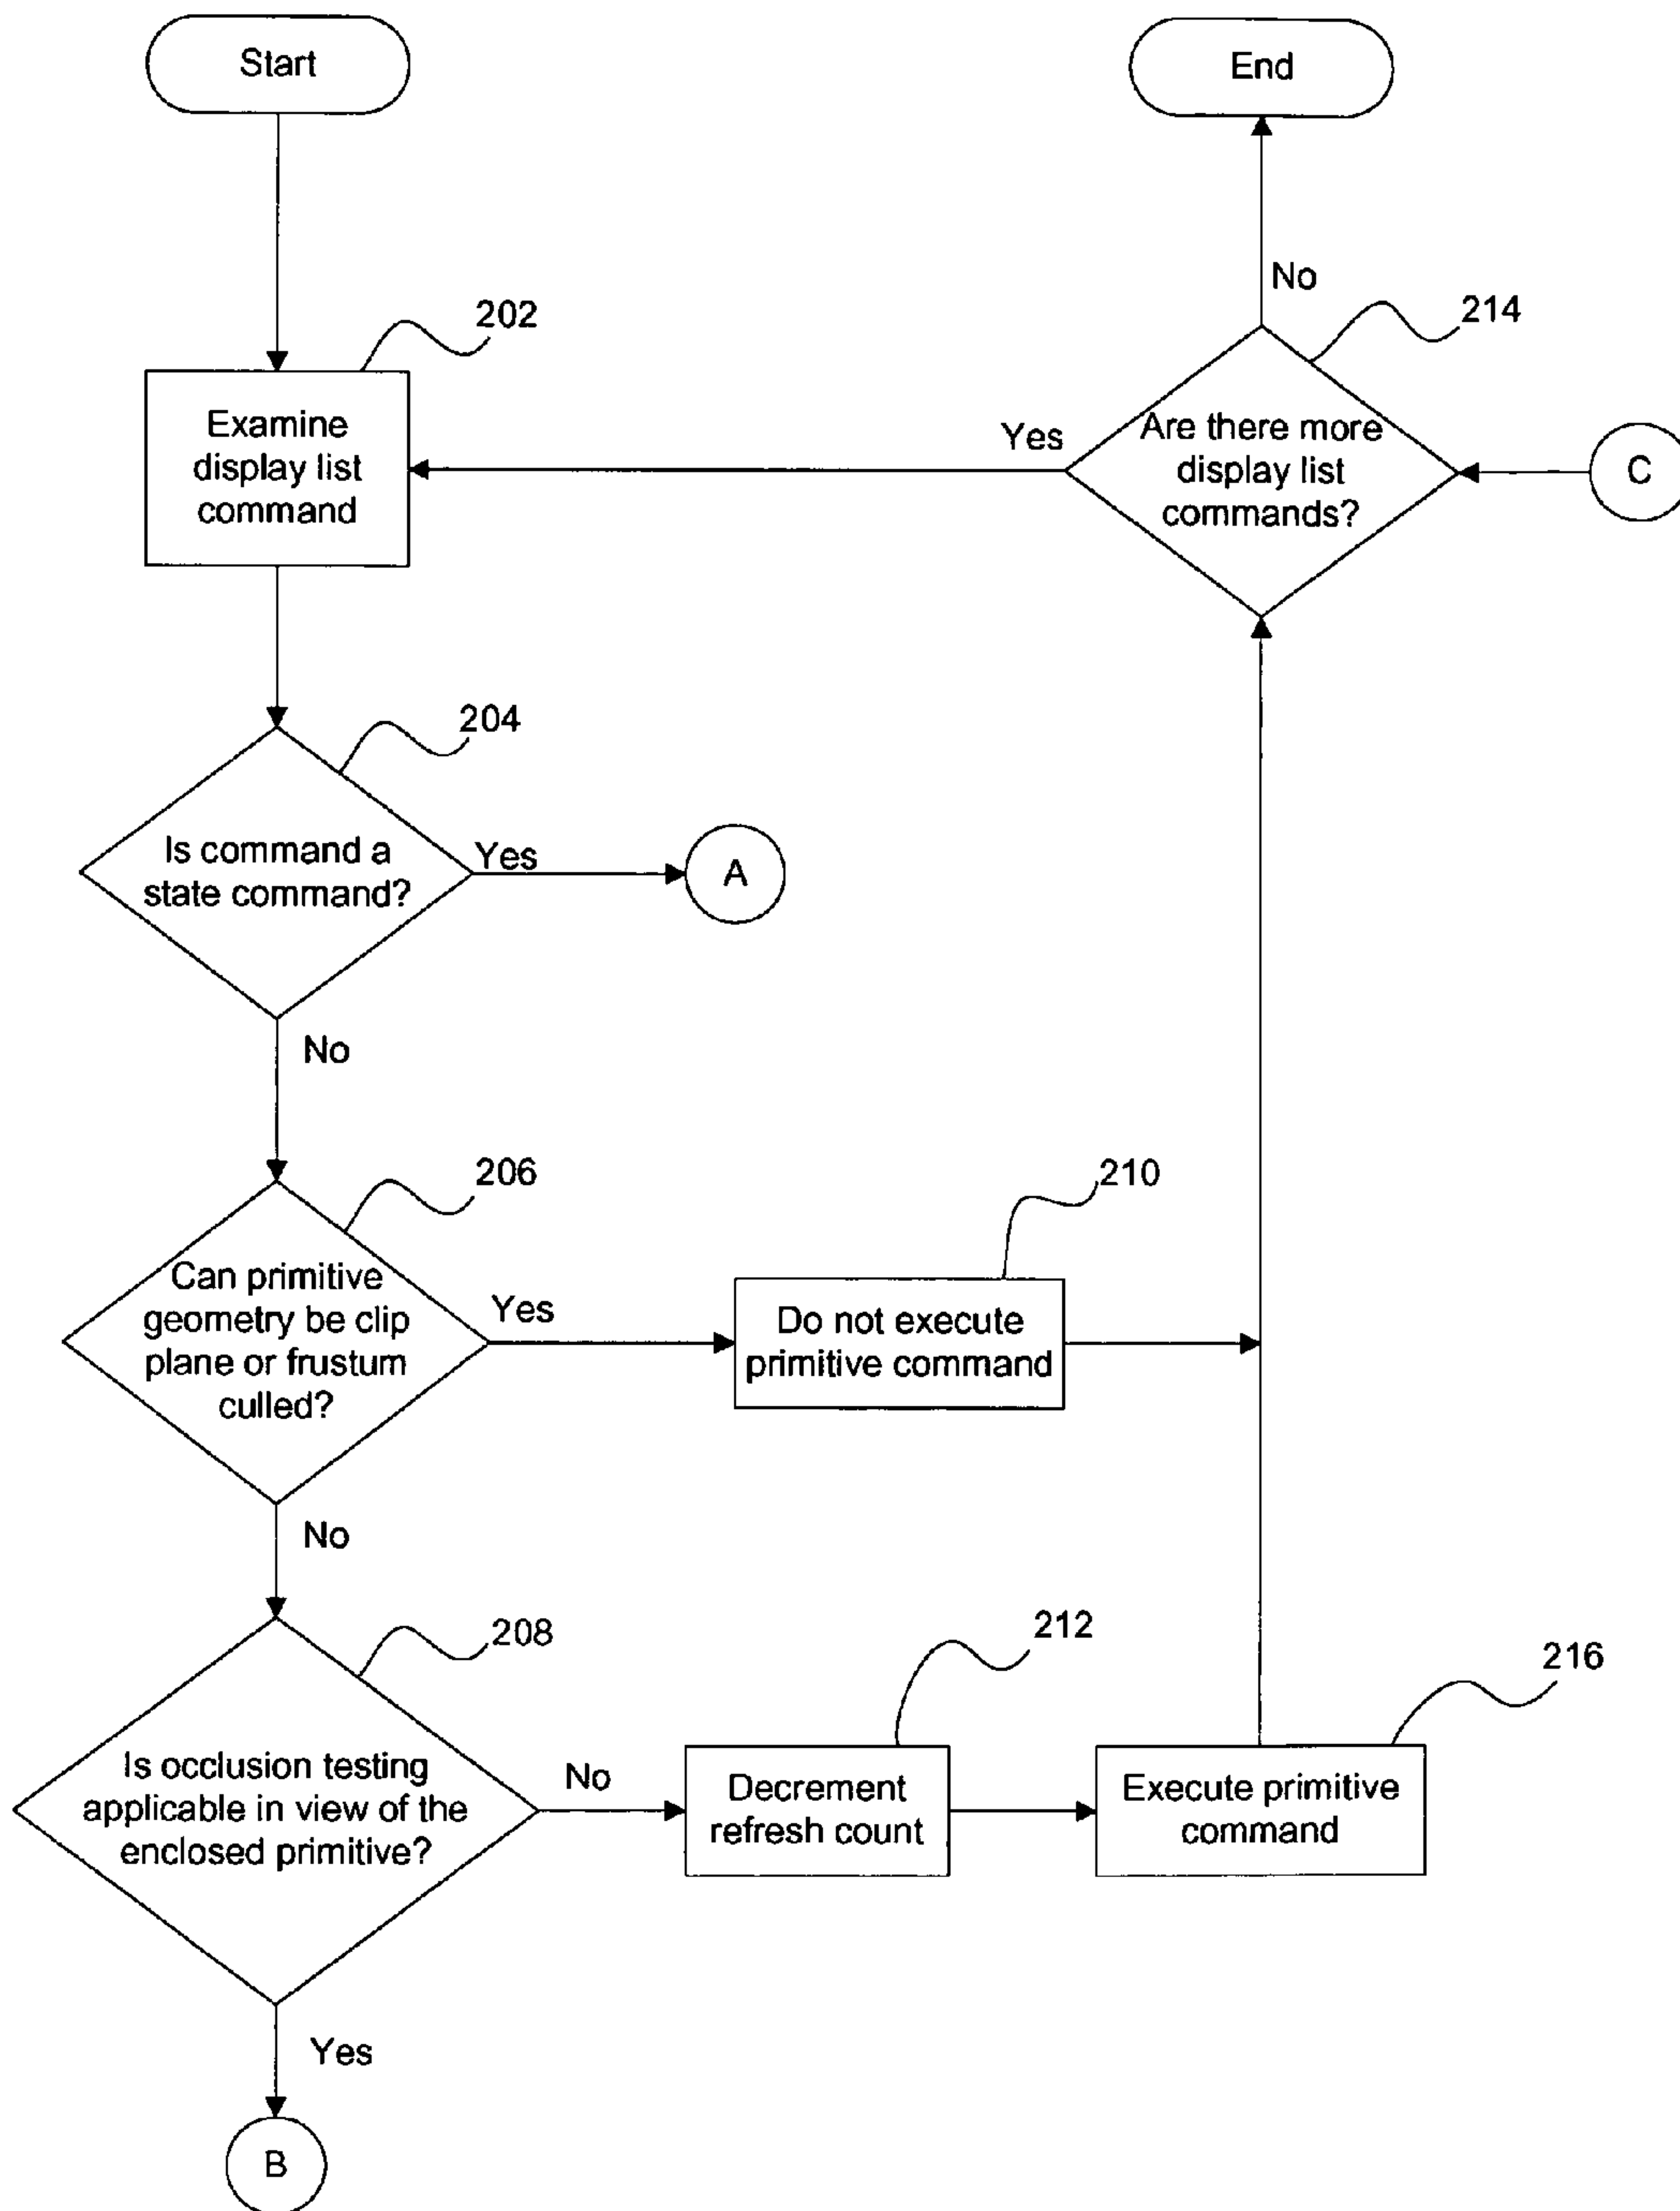 Start
End
No
202
214
Examine
display list
command
Yes
Are there more
display list
commands?
C
204
Is command a
state command?
Yes
A
No
206
210
Can primitive
geometry be clip
plane or frustum
culled?
Yes
Do not execute
primitive command
No
208
212
216
Is occlusion testing
applicable in view of the
enclosed primitive?
No
Decrement
refresh count
Execute primitive
command
Yes
B